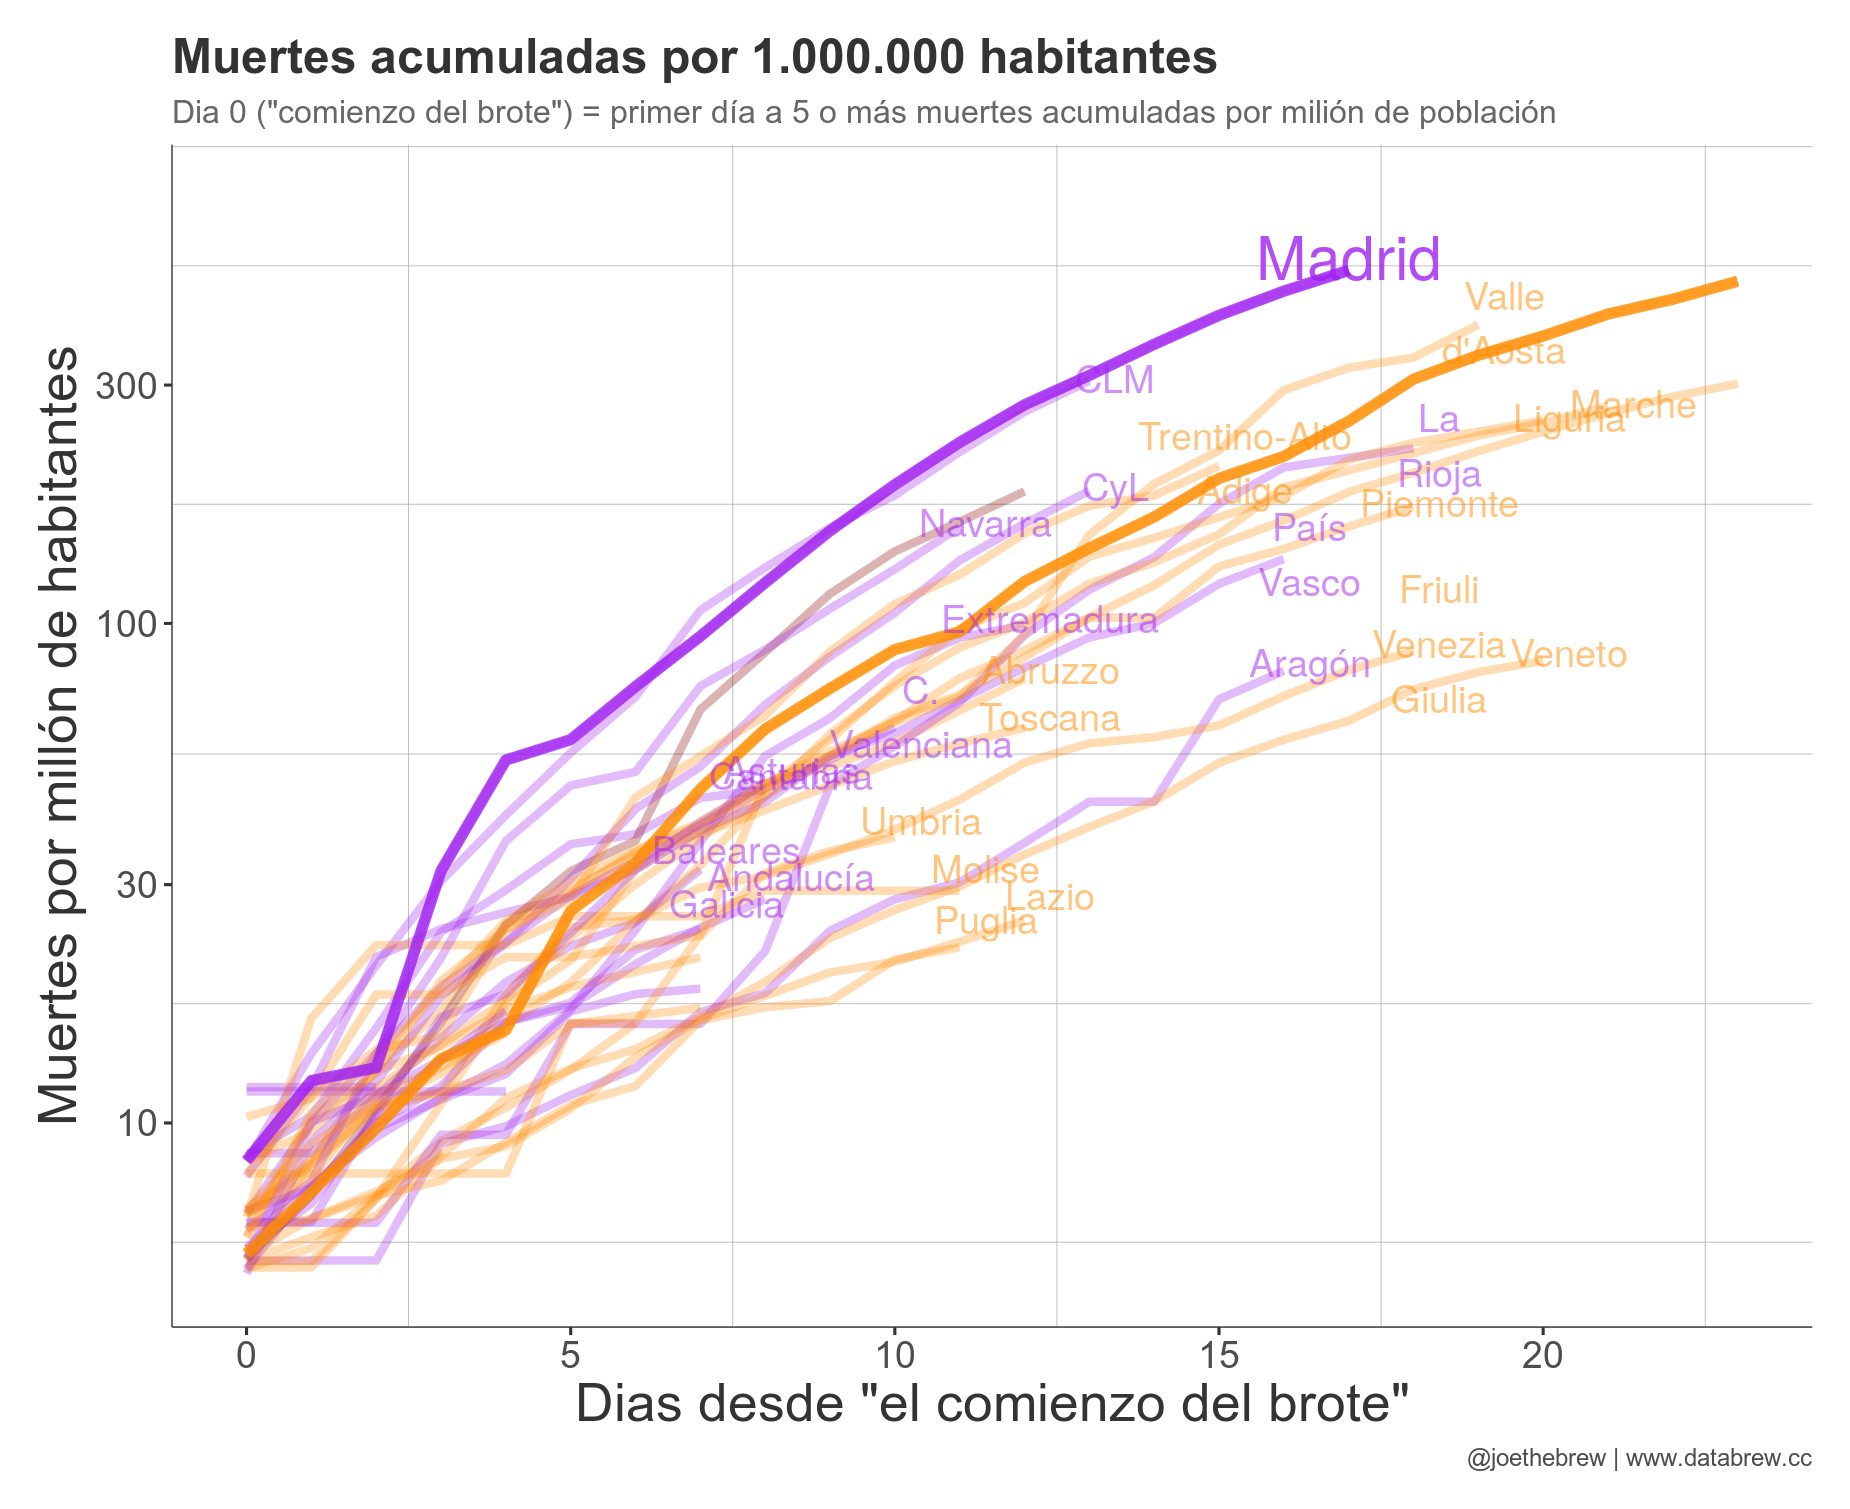 Muertes acumuladas por 1.000.000 habitantes
Dia 0 ("comienzo del brote") = primer día a 5 o más muertes acumuladas por milión de población
Muertes por millón de habitantes
300
100
30
10
Madrid
Valle
d'Aosta
CLM
Marche
Liguria
La
Rioja
Trentino-Alto
Adige
CyL
Piemonte
Navarra
País
Vasco
Friuli
Venezia
Giulia
Extremadura
Veneto
Aragón
Abruzzo
C.
Valenciana
Toscana
Asturias
Cantabria
Umbria
Baleares
Andalucía
Molise
Galicia
Lazio
Puglia
0
5
10
15
20
Dias desde "el comienzo del brote"
@joethebrew | www.databrew.cc